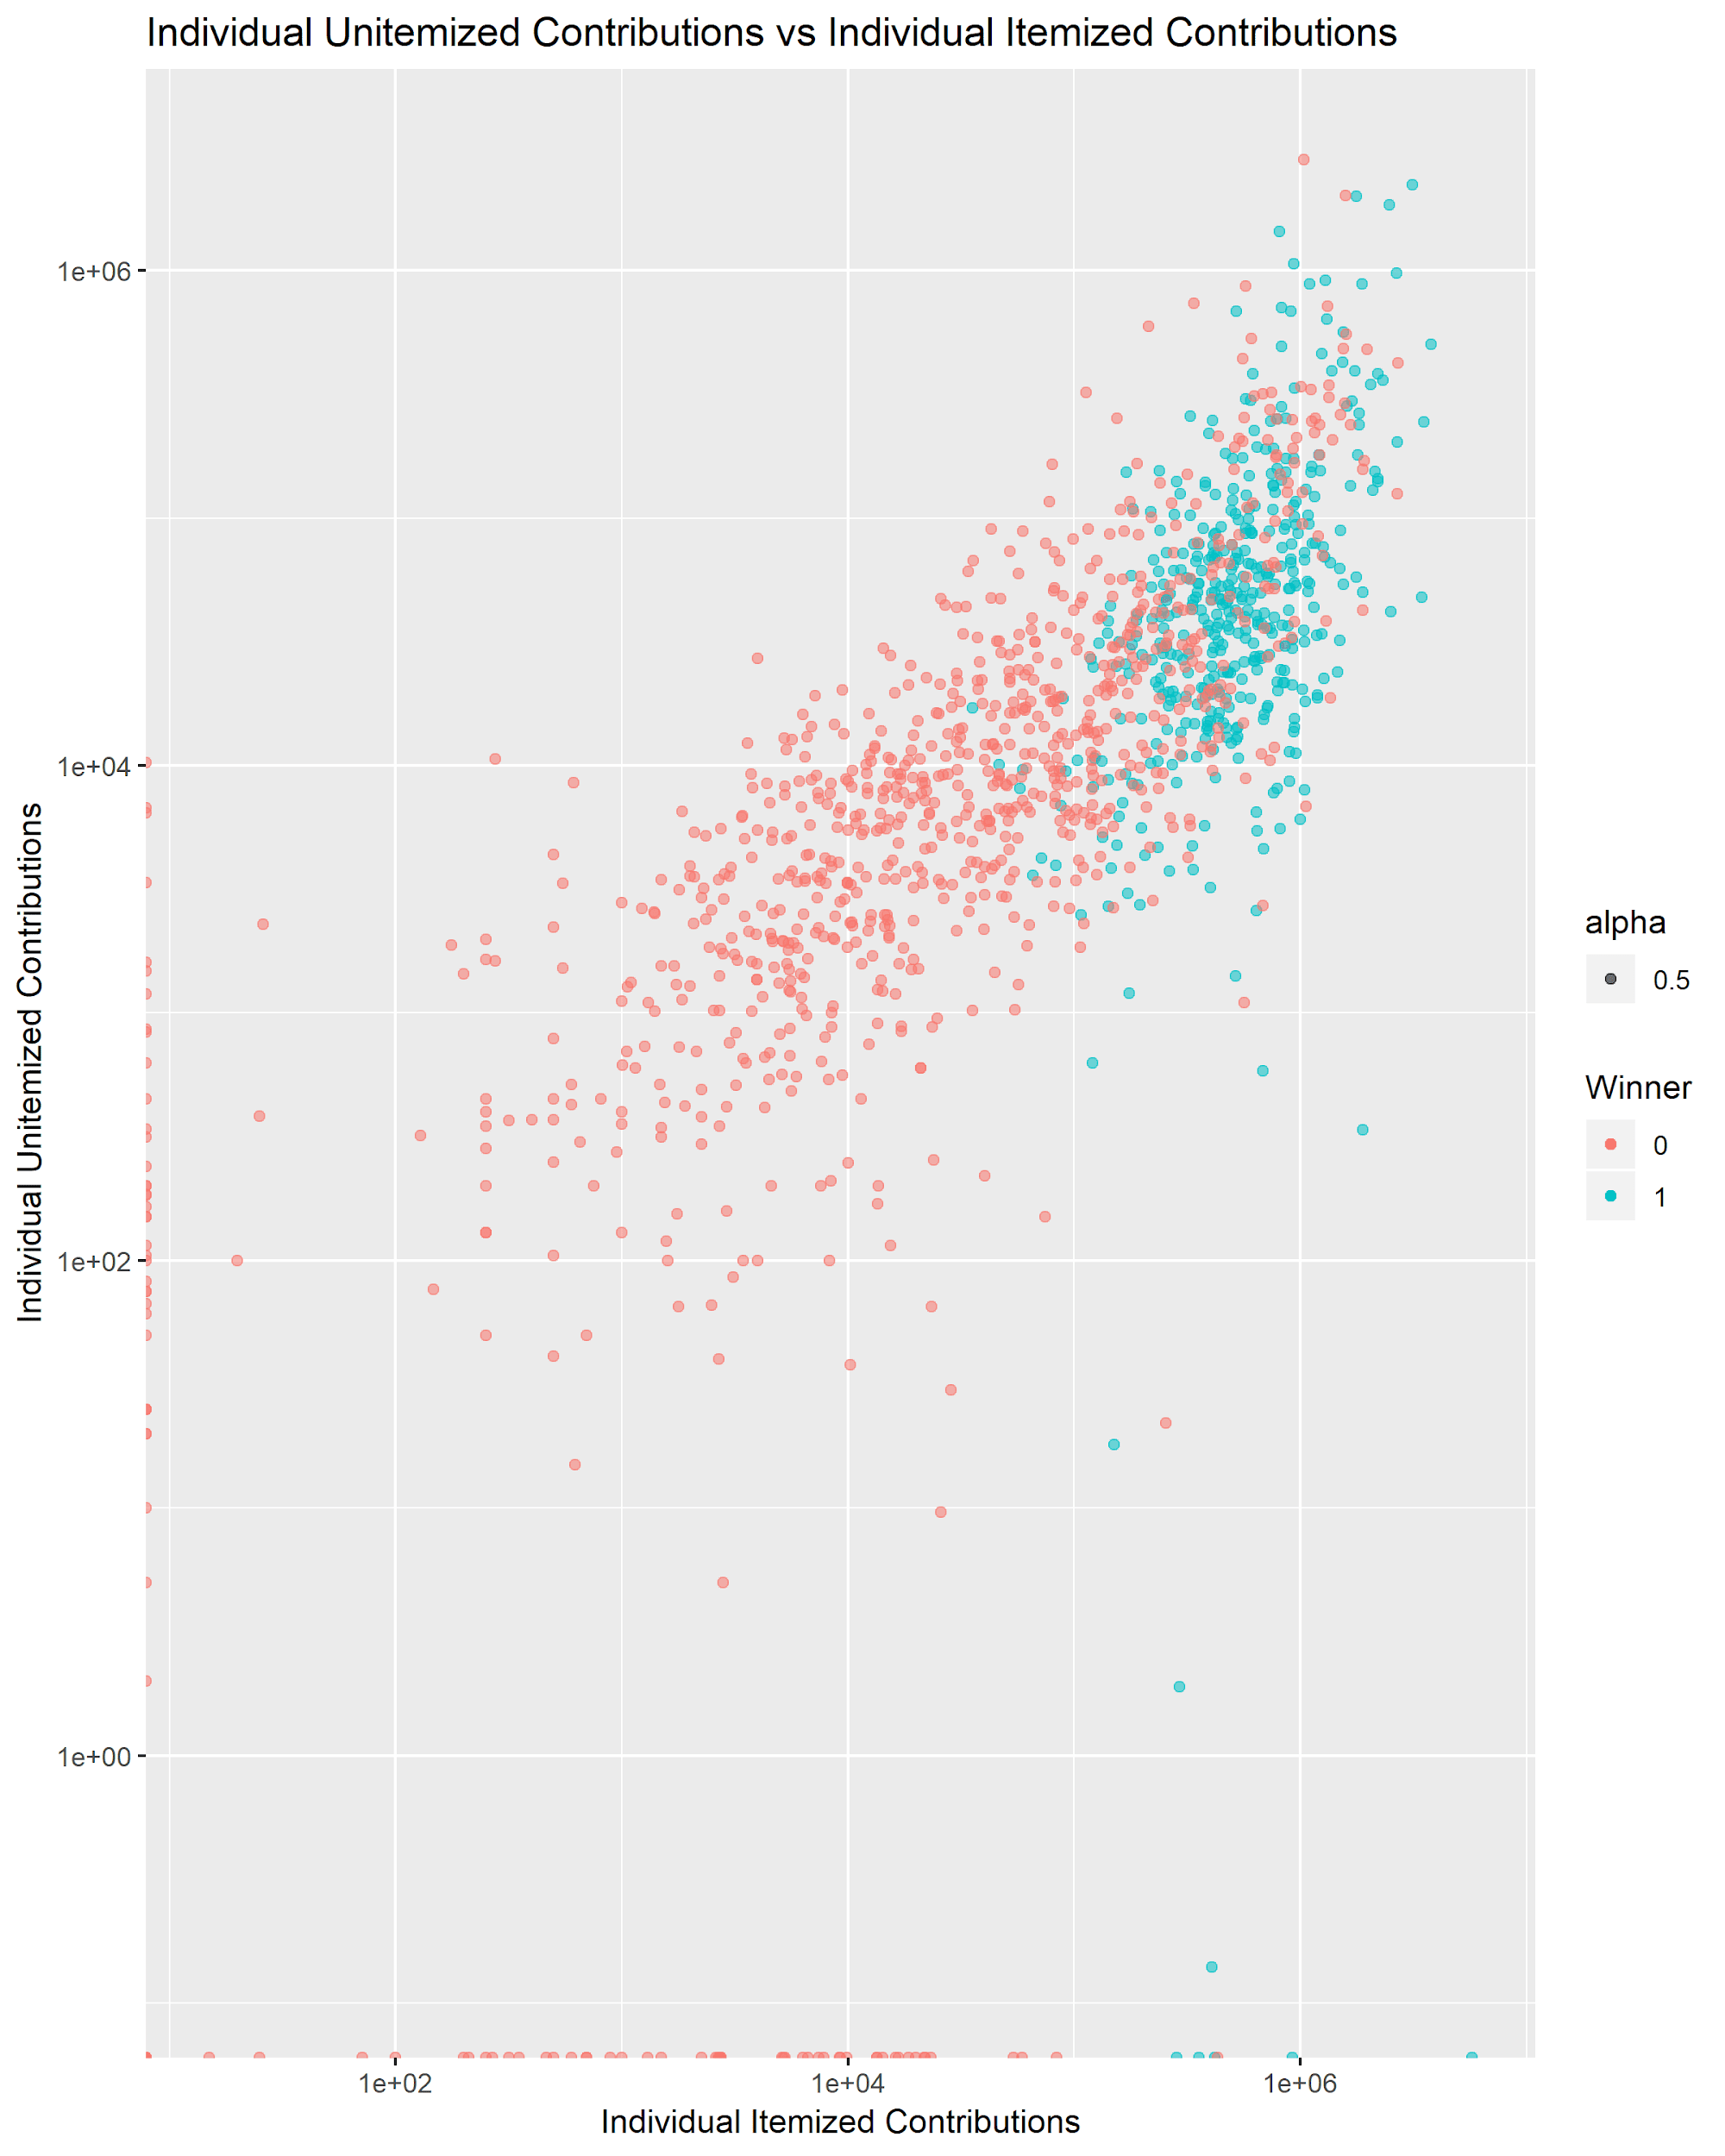 Individual Unitemized Contributions vs Individual Itemized Contributions
Individual Unitemized Contributions
1e+06
1e+04
1e+02
1e+00
1e+02
1e+04
1e+06
Individual Itemized Contributions
alpha
0.5
Winner
0
1